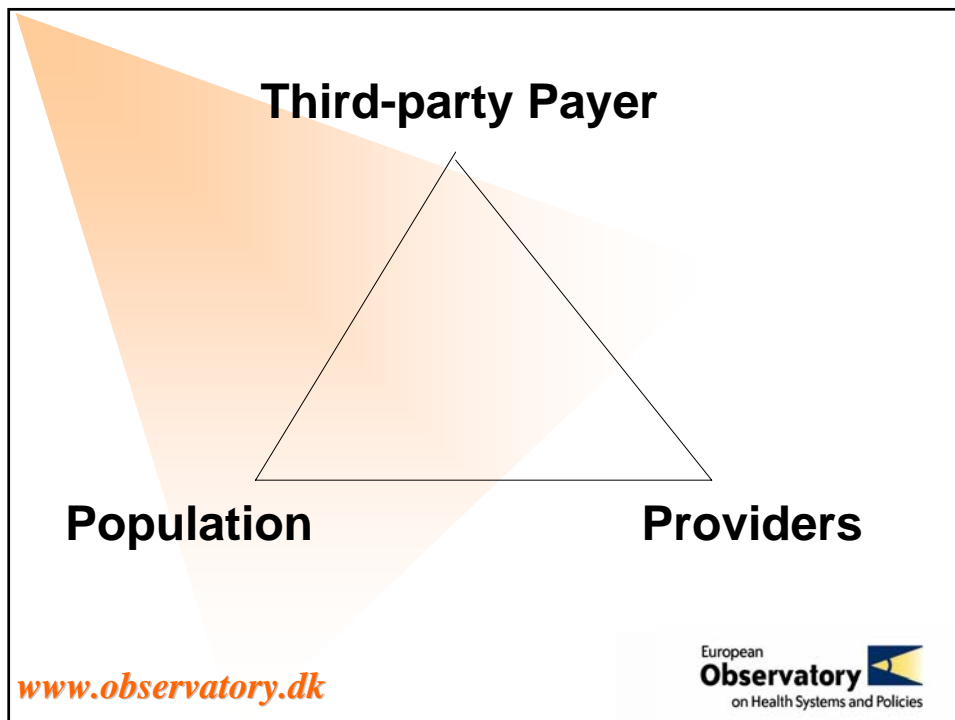 Third-party Payer
Population Providers
www.observatory.dk
European
Observatory
on Health Systems and Policies